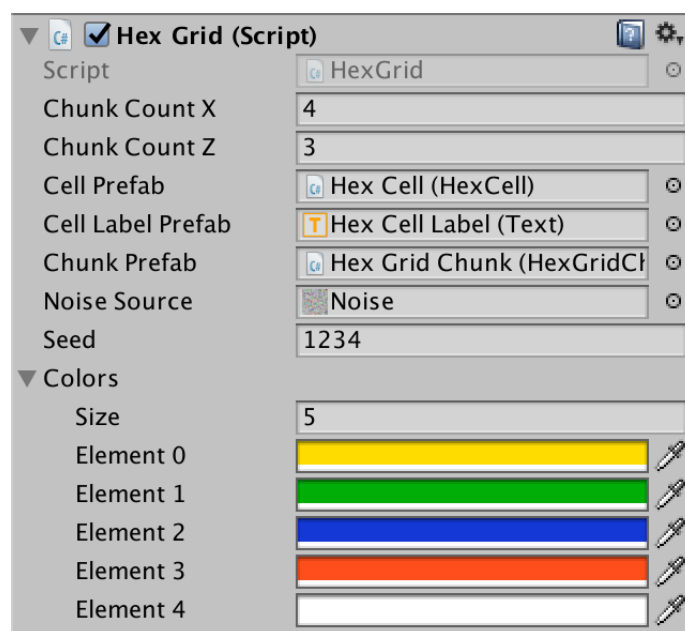 Hex Grid (Script)
Script HexGrid
Chunk Count X 4
Chunk Count Z 3
Cell Prefab Hex Cell (HexCell)
Cell Label Prefab Hex Cell Label (Text)
Chunk Prefab Hex Grid Chunk (HexGridCh
Noise Source Noise
Seed 1234
Colors
Size 5
Element 0
Element 1
Element 2
Element 3
Element 4